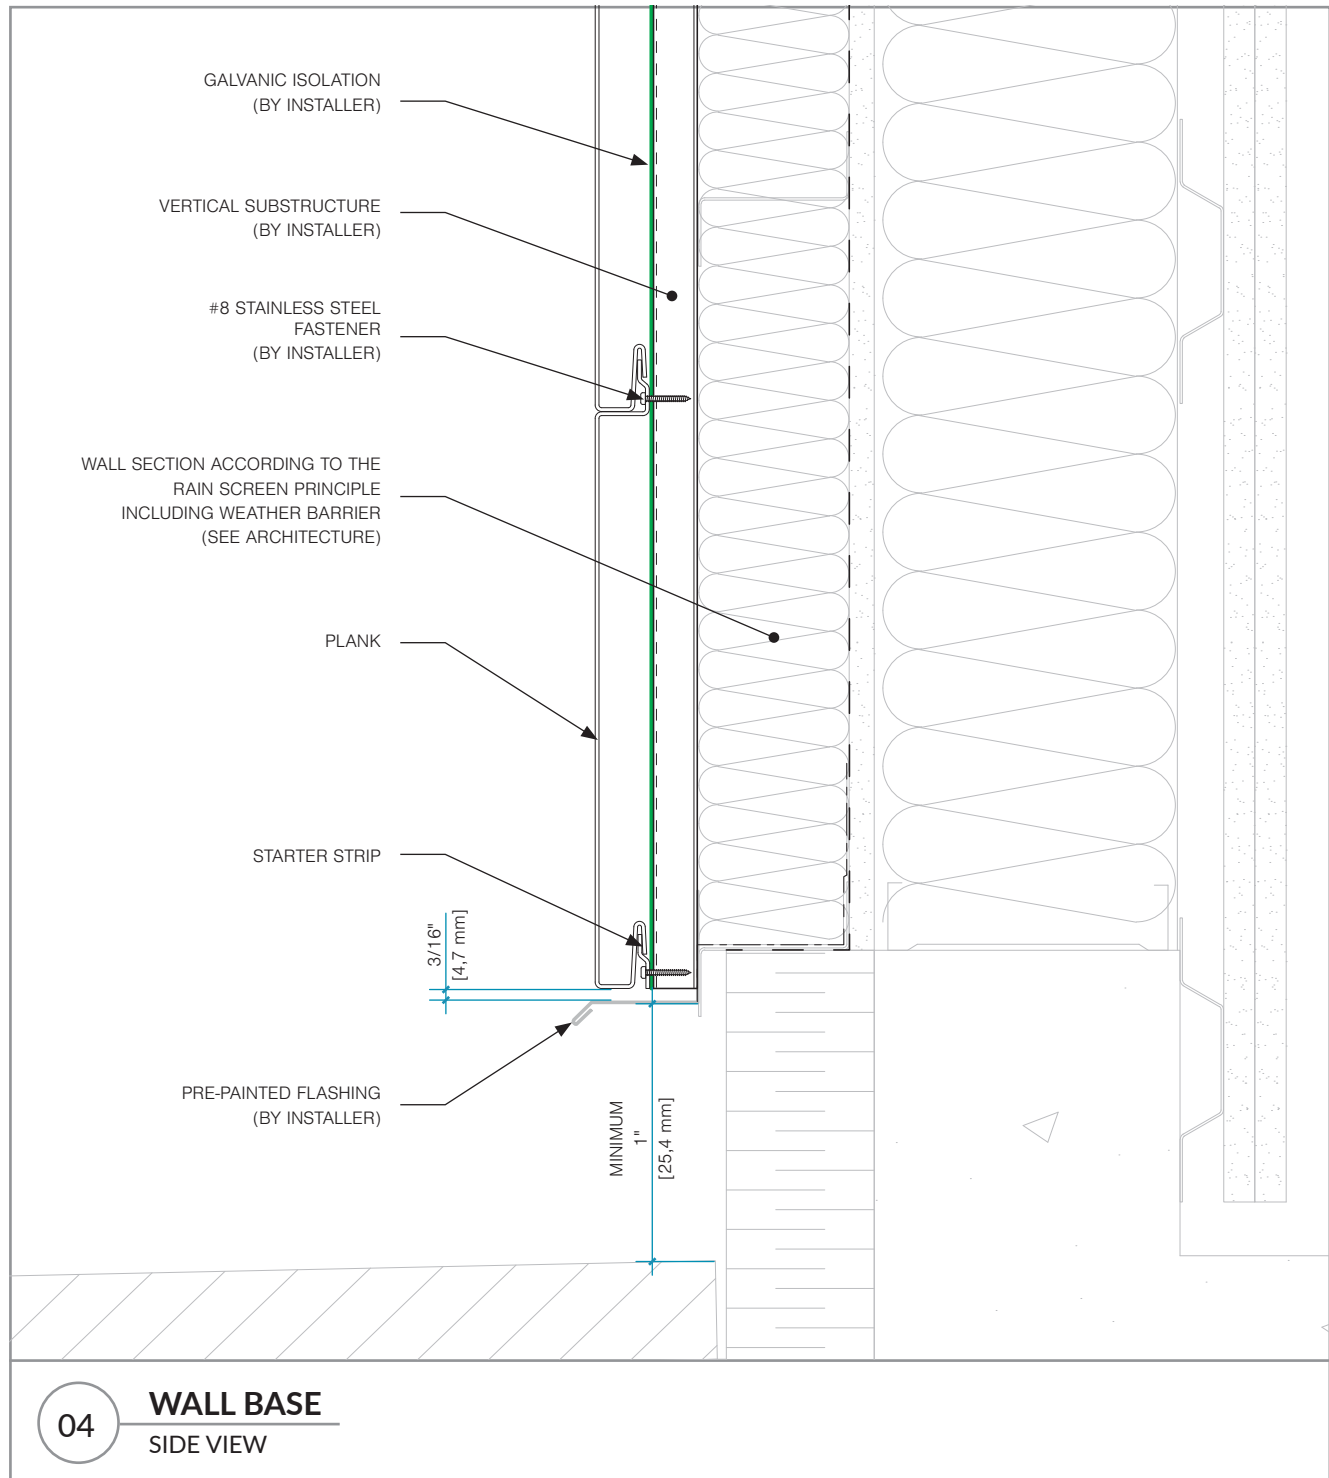 GALVANIC ISOLATION
(BY INSTALLER)
VERTICAL SUBSTRUCTURE
(BY INSTALLER)
#8 STAINLESS STEEL
FASTENER
(BY INSTALLER)
WALL SECTION ACCORDING TO THE
RAIN SCREEN PRINCIPLE
INCLUDING WEATHER BARRIER
(SEE ARCHITECTURE)
PLANK
STARTER STRIP
3/16"
[4,7 mm]
PRE-PAINTED FLASHING
(BY INSTALLER)
MINIMUM
1"
[25,4 mm]
04
WALL BASE
SIDE VIEW